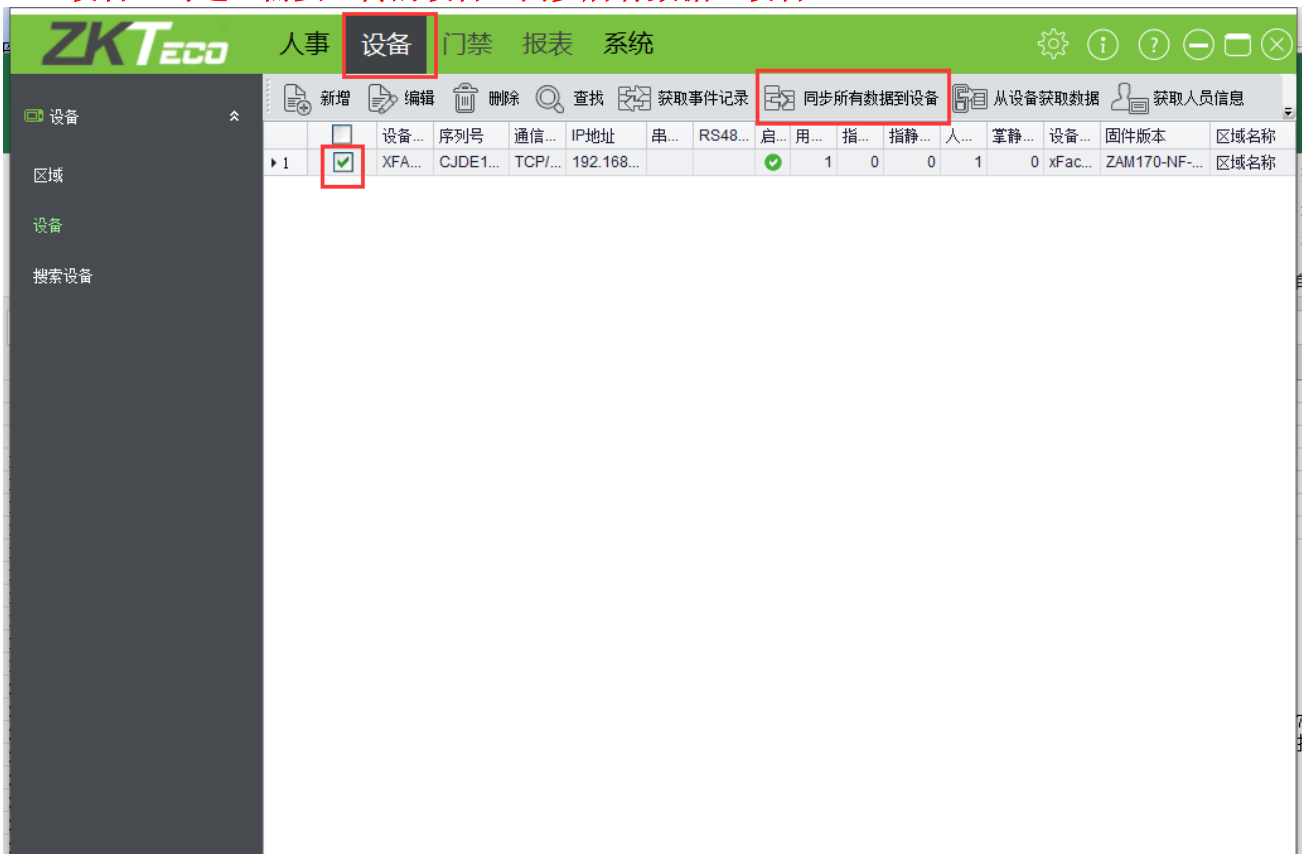 ZKTECO 人事 设备 门禁 报表 系统
设备
区域
设备
搜索设备
新增 编辑 删除 查找 获取事件记录 同步所有数据到设备 从设备获取数据 获取人员信息
设备... 序列号 通信... IP地址 串... RS48... 启... 用... 指... 指静... 人... 掌静... 设备... 固件版本 区域名称
1 XFA... CJDE1... TCP/... 192.168... 1 0 0 1 0 xFac... ZAM170-NF-... 区域名称